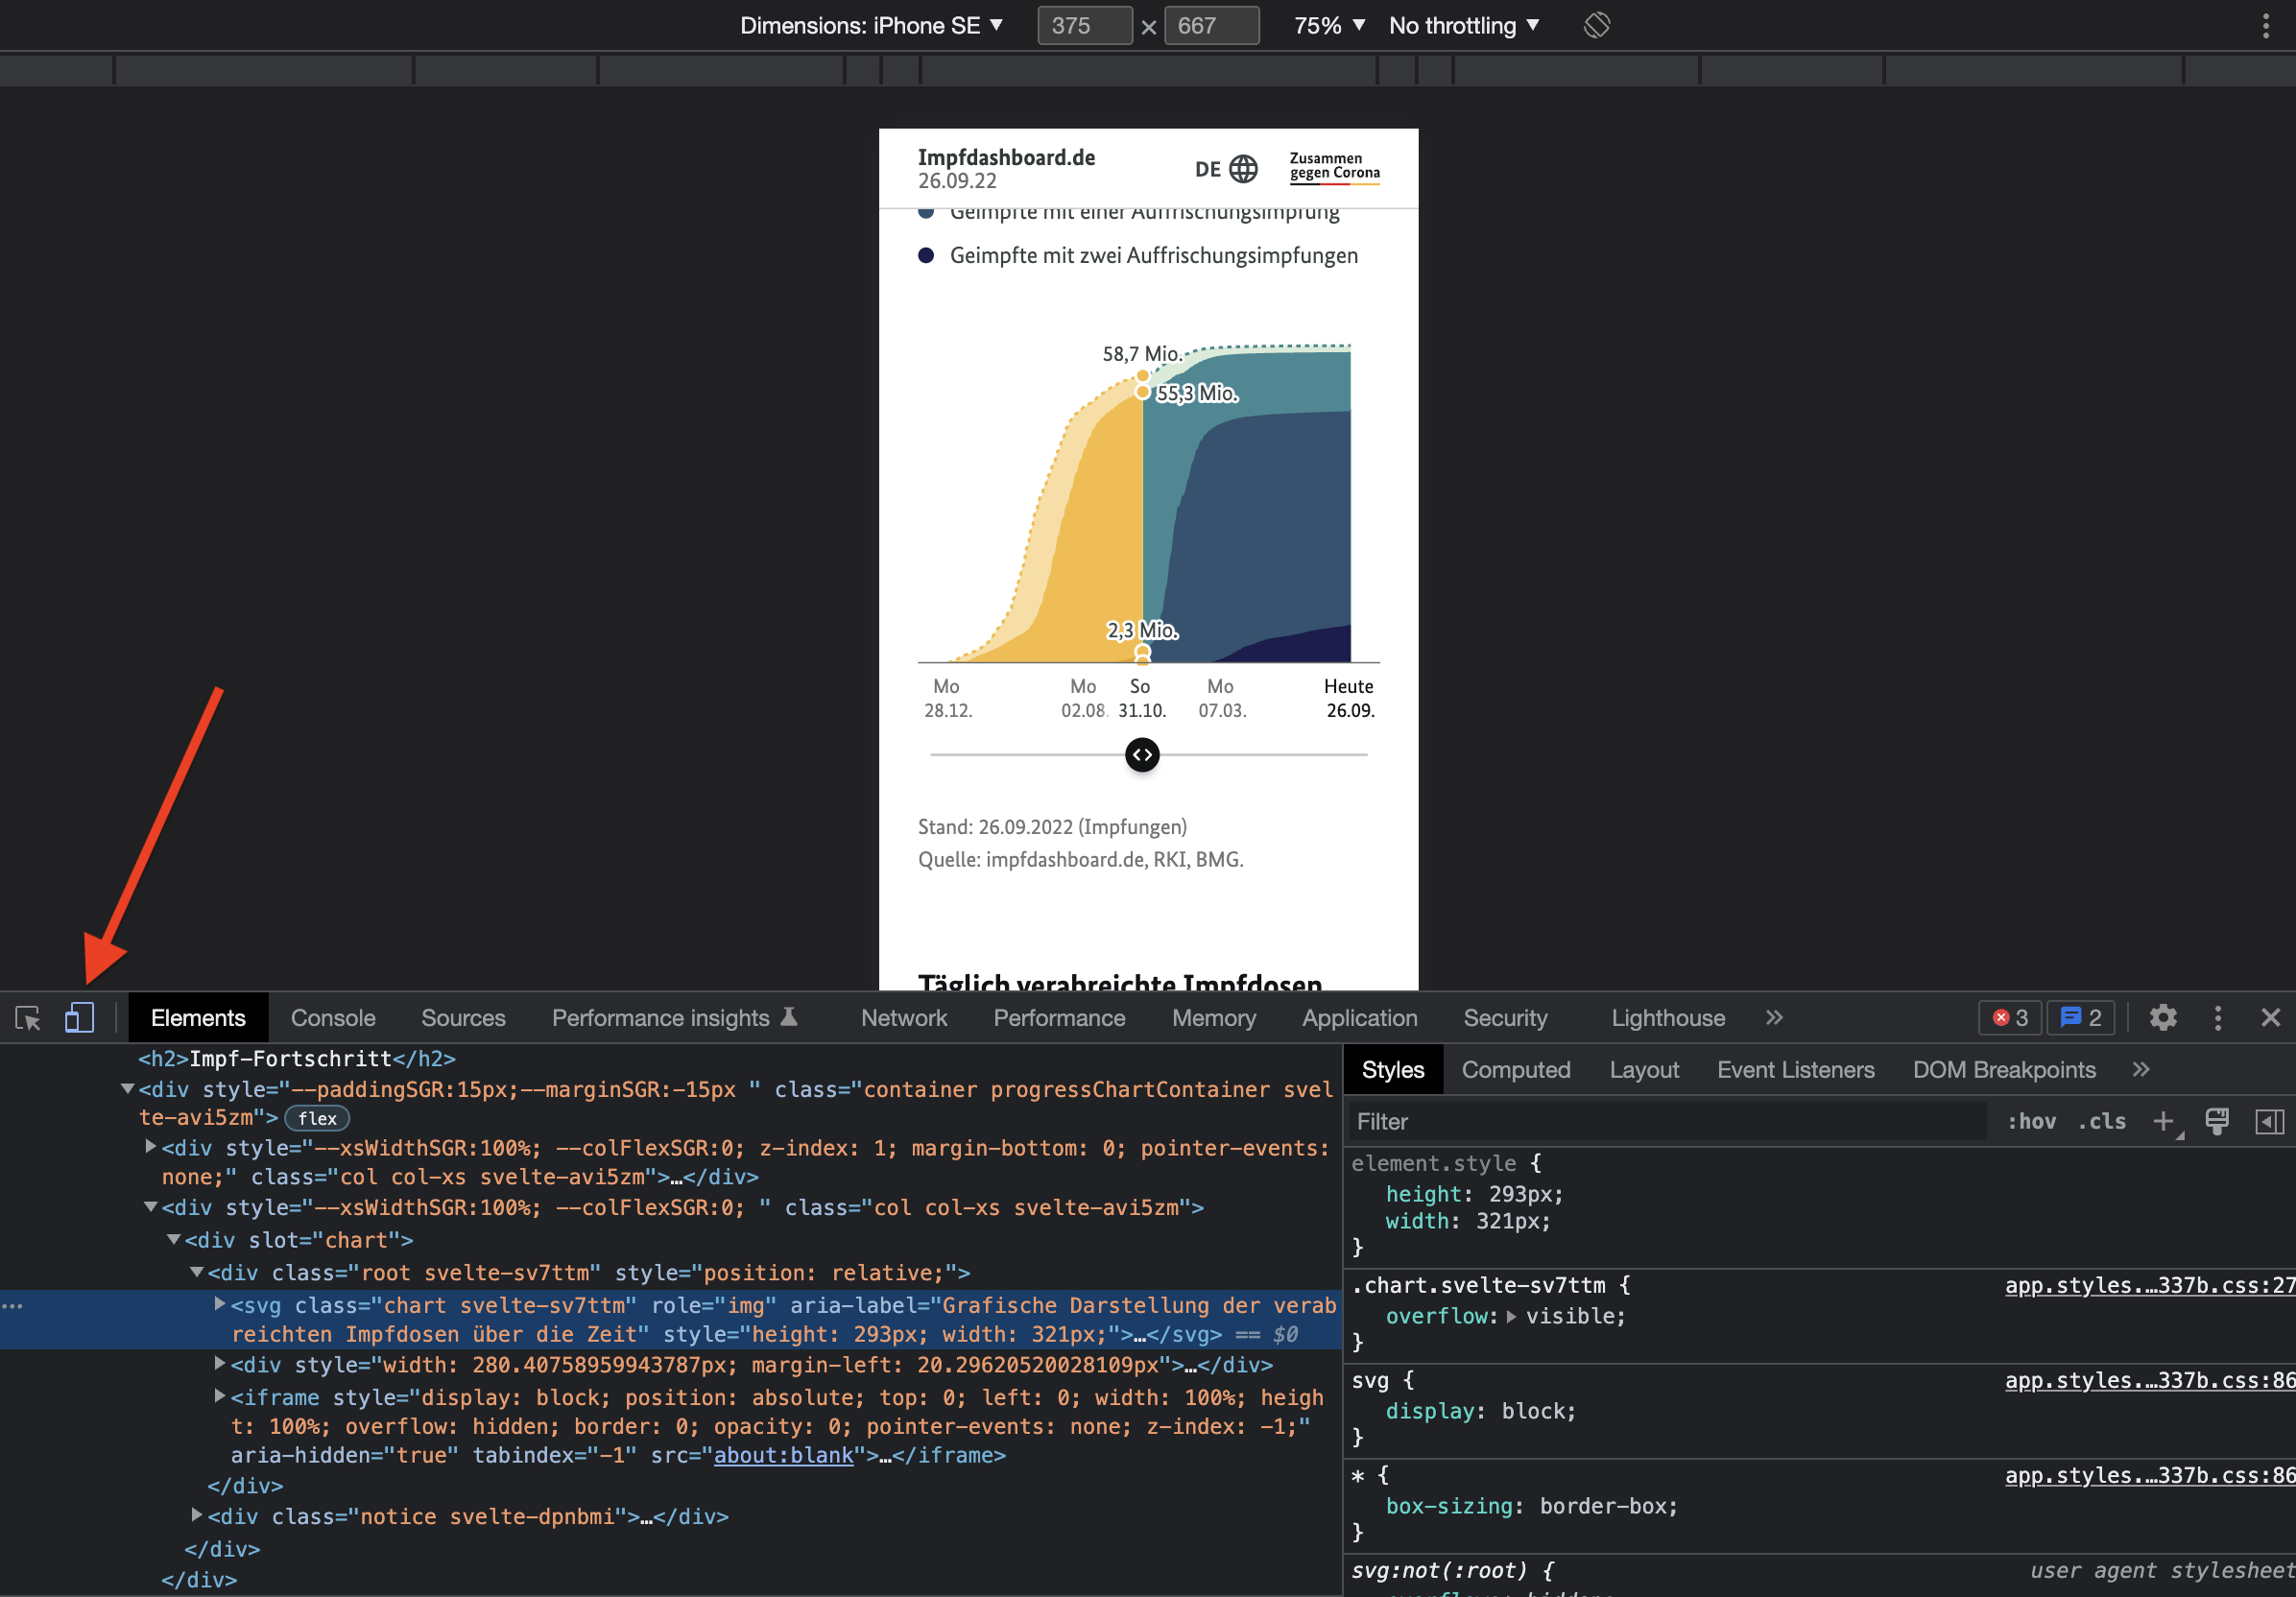 Dimensions: iPhone SE ▼ 375 × 667 75% ▼ No throttling ▼
Impfdashboard.de
26.09.22
DE
Zusammen
gegen Corona
Geimpfte mit einer Auffrischungsimpfung
Geimpfte mit zwei Auffrischungsimpfungen
58,7 Mio.
55,3 Mio.
2,3 Mio.
Mo Mo So Mo Heute
28.12. 02.08. 31.10. 07.03. 26.09.
Stand: 26.09.2022 (Impfungen)
Quelle: impfdashboard.de, RKI, BMG.
Täglich verabreichte Impfdosen
Elements Console Sources Performance insights Network Performance Memory Application Security Lighthouse » 3 2
<h2>Impf-Fortschritt</h2>
▼<div style="--paddingSGR:15px;--marginSGR:-15px " class="container progressChartContainer svel
te-avi5zm"> flex
▶<div style="--xsWidthSGR:100%; --colFlexSGR:0; z-index: 1; margin-bottom: 0; pointer-events:
none;" class="col col-xs svelte-avi5zm">…</div>
▼<div style="--xsWidthSGR:100%; --colFlexSGR:0; " class="col col-xs svelte-avi5zm">
▼<div slot="chart">
▼<div class="root svelte-sv7ttm" style="position: relative;">
… ▶<svg class="chart svelte-sv7ttm" role="img" aria-label="Grafische Darstellung der verab
reichten Impfdosen über die Zeit" style="height: 293px; width: 321px;">…</svg> == $0
▶<div style="width: 280.40758959943787px; margin-left: 20.29620520028109px">…</div>
▶<iframe style="display: block; position: absolute; top: 0; left: 0; width: 100%; heigh
t: 100%; overflow: hidden; border: 0; opacity: 0; pointer-events: none; z-index: -1;"
aria-hidden="true" tabindex="-1" src="about:blank">…</iframe>
</div>
▶<div class="notice svelte-dpnbmi">…</div>
</div>
</div>
Styles Computed Layout Event Listeners DOM Breakpoints »
Filter :hov .cls +
element.style {
height: 293px;
width: 321px;
}
.chart.svelte-sv7ttm { app.styles.…337b.css:27
overflow: ▶ visible;
}
svg { app.styles.…337b.css:86
display: block;
}
* { app.styles.…337b.css:86
box-sizing: border-box;
}
svg:not(:root) { user agent stylesheet